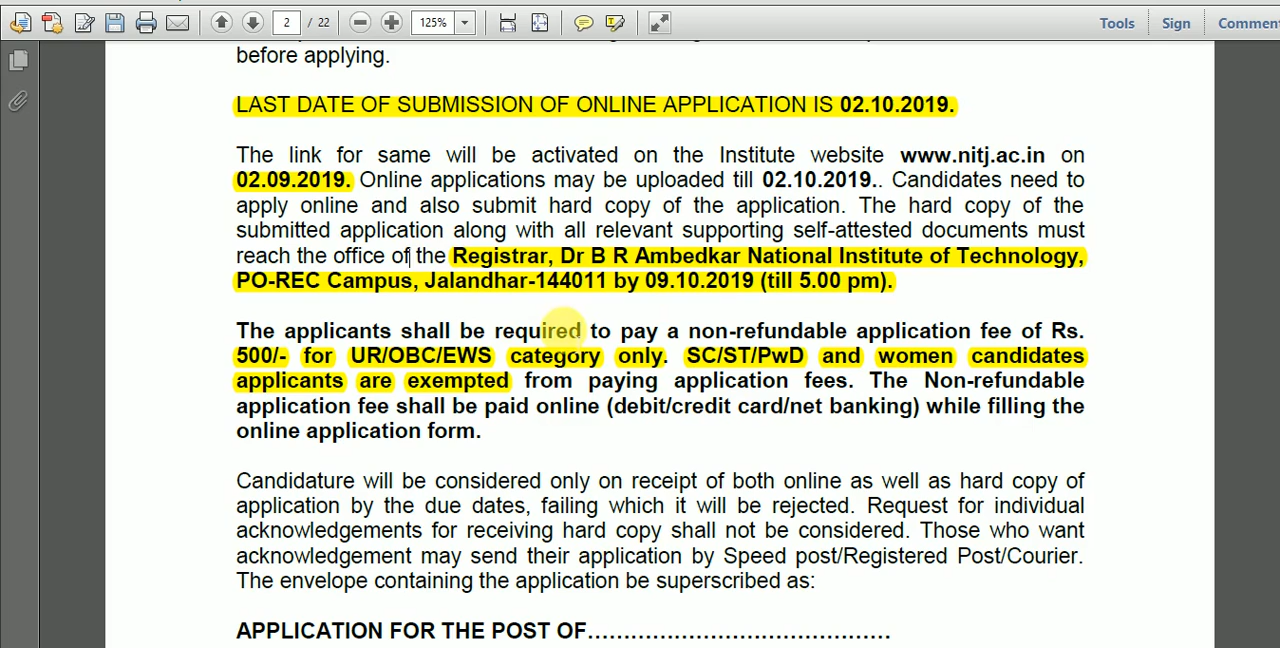 2 / 22 125% Tools Sign Comment
before applying.
LAST DATE OF SUBMISSION OF ONLINE APPLICATION IS 02.10.2019.
The link for same will be activated on the Institute website www.nitj.ac.in on
02.09.2019. Online applications may be uploaded till 02.10.2019.. Candidates need to
apply online and also submit hard copy of the application. The hard copy of the
submitted application along with all relevant supporting self-attested documents must
reach the office of the Registrar, Dr B R Ambedkar National Institute of Technology,
PO-REC Campus, Jalandhar-144011 by 09.10.2019 (till 5.00 pm).
The applicants shall be required to pay a non-refundable application fee of Rs.
500/- for UR/OBC/EWS category only. SC/ST/PwD and women candidates
applicants are exempted from paying application fees. The Non-refundable
application fee shall be paid online (debit/credit card/net banking) while filling the
online application form.
Candidature will be considered only on receipt of both online as well as hard copy of
application by the due dates, failing which it will be rejected. Request for individual
acknowledgements for receiving hard copy shall not be considered. Those who want
acknowledgement may send their application by Speed post/Registered Post/Courier.
The envelope containing the application be superscribed as:
APPLICATION FOR THE POST OF..........................................